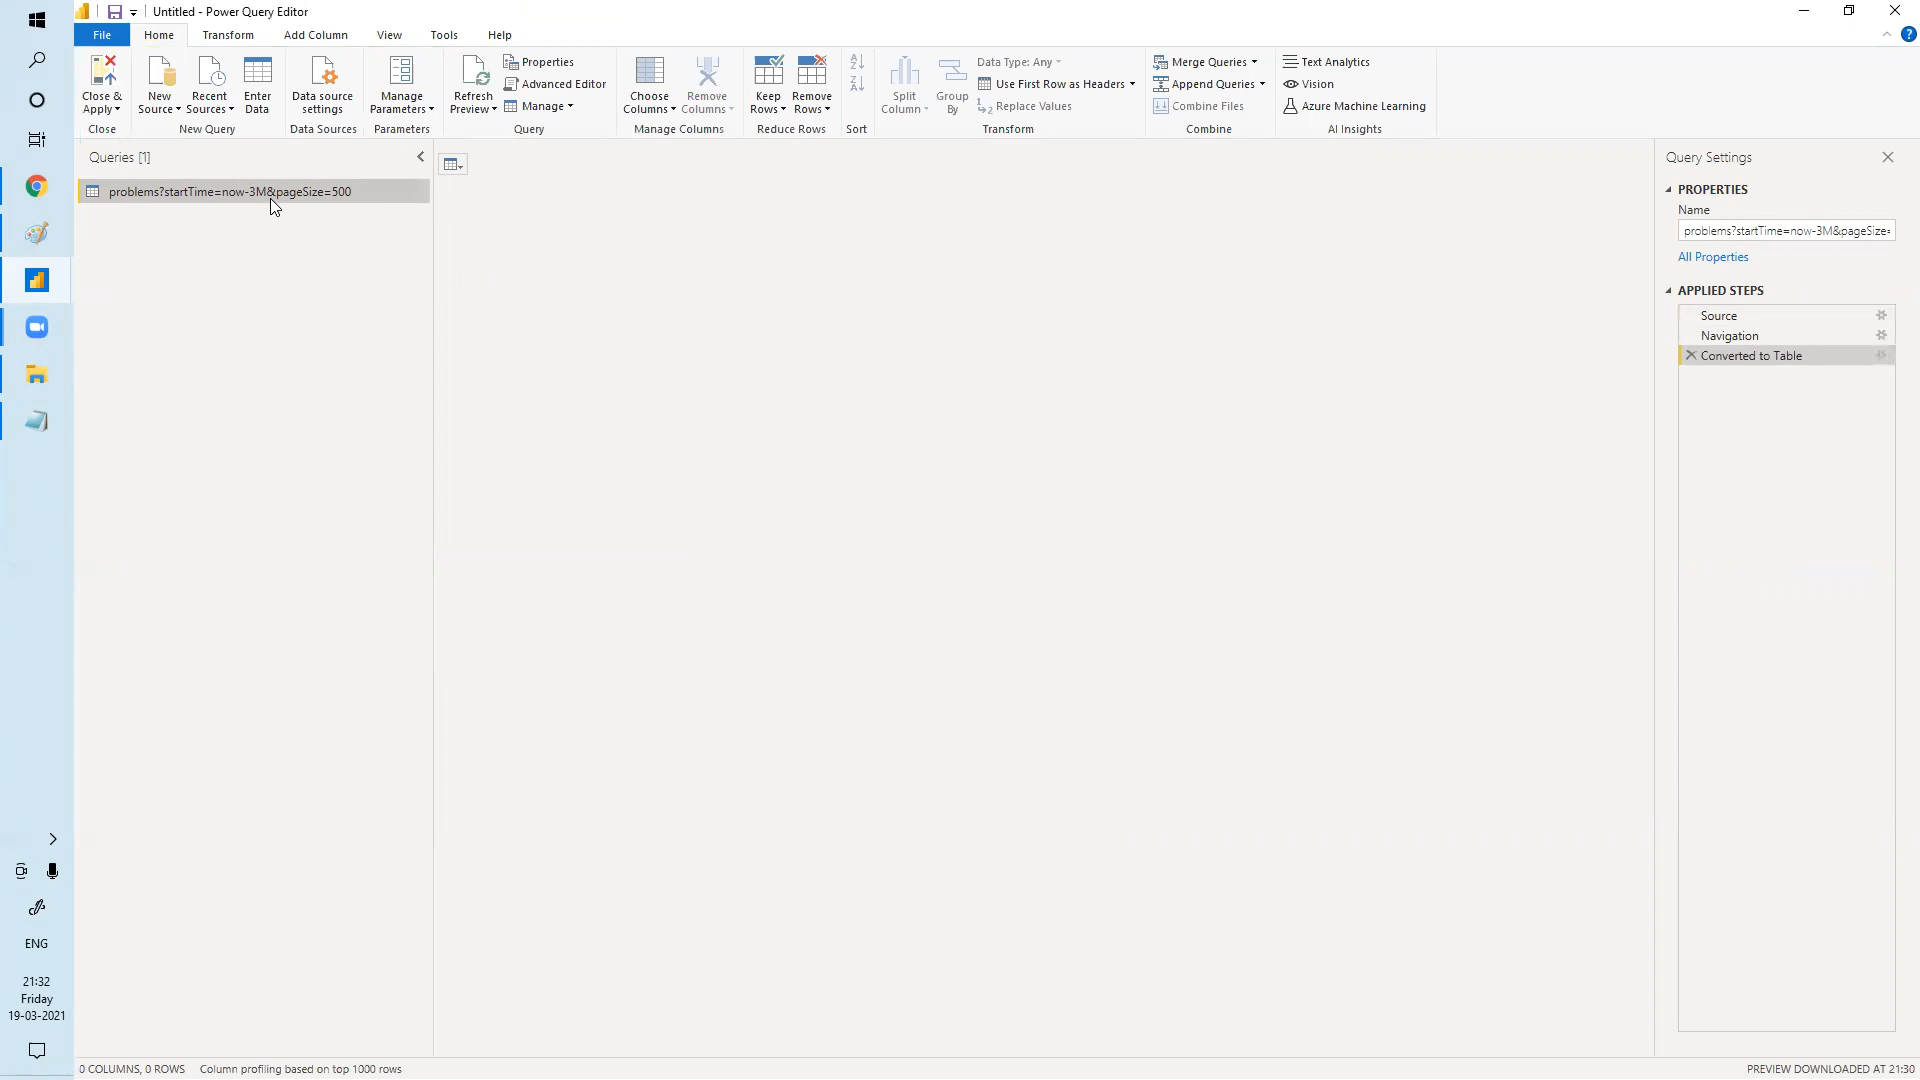 Untitled - Power Query Editor
File Home Transform Add Column View Tools Help
Close & Apply
Close
New Source
Recent Sources
Enter Data
New Query
Data source settings
Data Sources
Manage Parameters
Parameters
Refresh Preview
Properties
Advanced Editor
Manage
Query
Choose Columns
Remove Columns
Manage Columns
Keep Rows
Remove Rows
Reduce Rows
Sort
Split Column
Group By
Data Type: Any
Use First Row as Headers
Replace Values
Transform
Merge Queries
Append Queries
Combine Files
Combine
Text Analytics
Vision
Azure Machine Learning
AI Insights
Queries [1]
problems?startTime=now-3M&pageSize=500
Query Settings
PROPERTIES
Name
problems?startTime=now-3M&pageSize=
All Properties
APPLIED STEPS
Source
Navigation
Converted to Table
ENG
21:32
Friday
19-03-2021
0 COLUMNS, 0 ROWS Column profiling based on top 1000 rows
PREVIEW DOWNLOADED AT 21:30